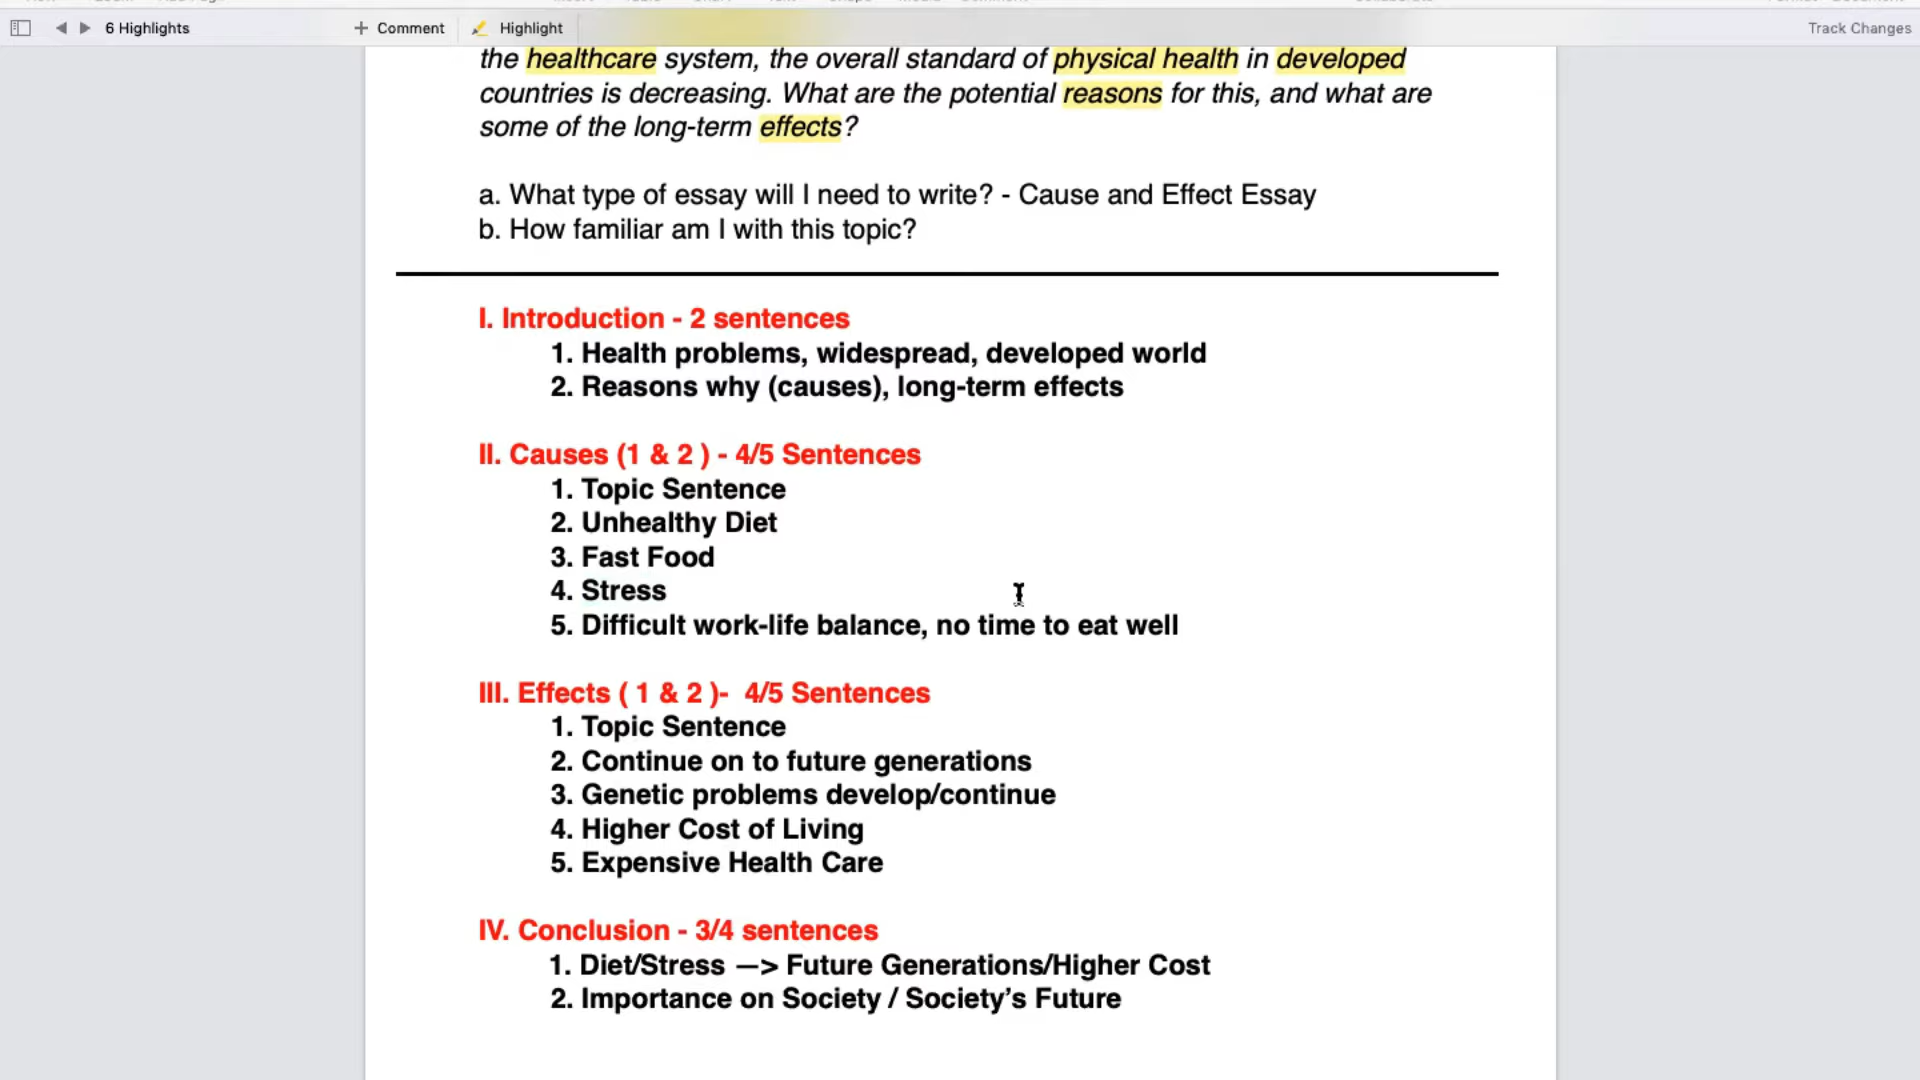 6 Highlights
+ Comment
Highlight
Track Changes
the healthcare system, the overall standard of physical health in developed
countries is decreasing. What are the potential reasons for this, and what are
some of the long-term effects?
a. What type of essay will I need to write? - Cause and Effect Essay
b. How familiar am I with this topic?
I. Introduction - 2 sentences
1. Health problems, widespread, developed world
2. Reasons why (causes), long-term effects
II. Causes (1 & 2 ) - 4/5 Sentences
1. Topic Sentence
2. Unhealthy Diet
3. Fast Food
4. Stress
5. Difficult work-life balance, no time to eat well
III. Effects ( 1 & 2 )-  4/5 Sentences
1. Topic Sentence
2. Continue on to future generations
3. Genetic problems develop/continue
4. Higher Cost of Living
5. Expensive Health Care
IV. Conclusion - 3/4 sentences
1. Diet/Stress —> Future Generations/Higher Cost
2. Importance on Society / Society’s Future